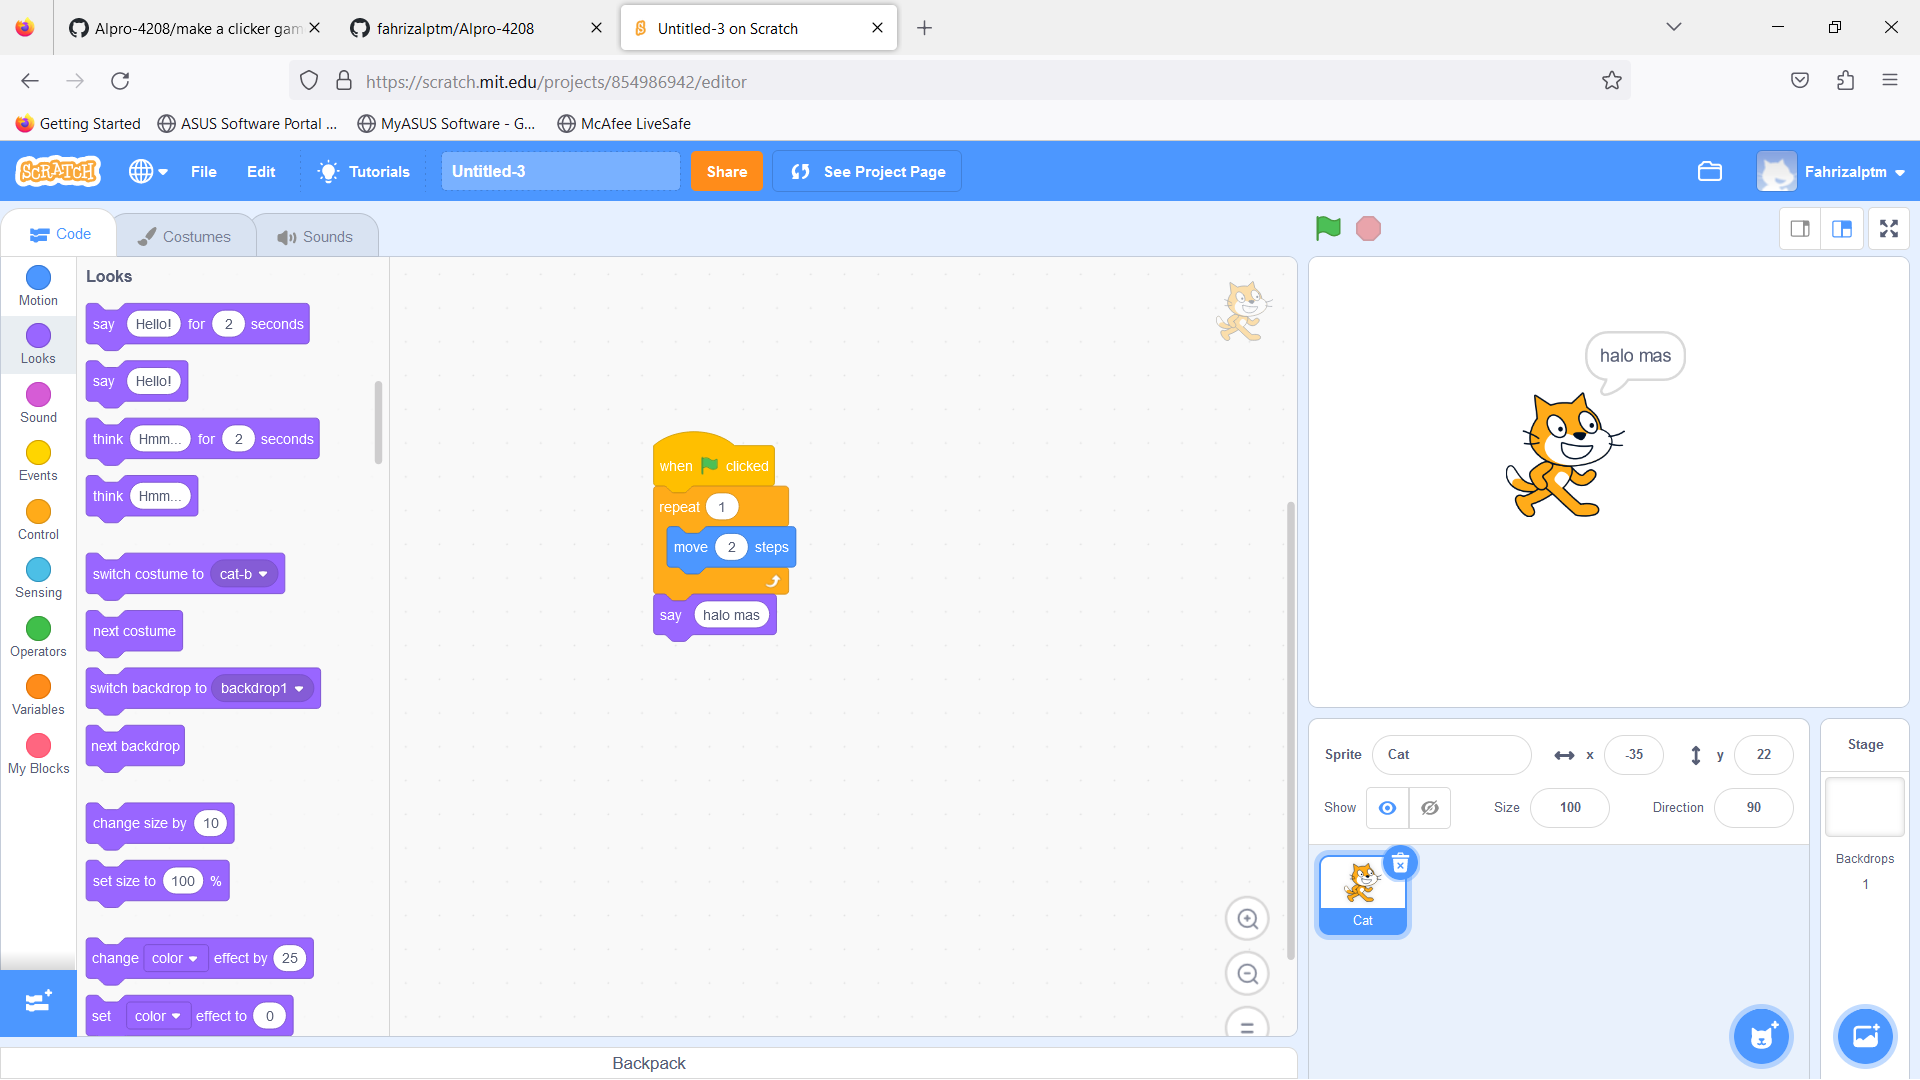 Alpro-4208/make a clicker gam
fahrizalptm/Alpro-4208
Untitled-3 on Scratch
https://scratch.mit.edu/projects/854986942/editor
Getting Started
ASUS Software Portal ...
MyASUS Software - G...
McAfee LiveSafe
SCRATCH
File
Edit
Tutorials
Untitled-3
Share
See Project Page
Fahrizalptm
Code
Costumes
Sounds
Motion
Looks
Sound
Events
Control
Sensing
Operators
Variables
My Blocks
Looks
say Hello! for 2 seconds
say Hello!
think Hmm... for 2 seconds
think Hmm...
switch costume to cat-b
next costume
switch backdrop to backdrop1
next backdrop
change size by 10
set size to 100 %
change color effect by 25
set color effect to 0
when clicked
repeat 1
move 2 steps
say halo mas
halo mas
Sprite Cat x -35 y 22
Show Size 100 Direction 90
Cat
Stage
Backdrops
1
Backpack